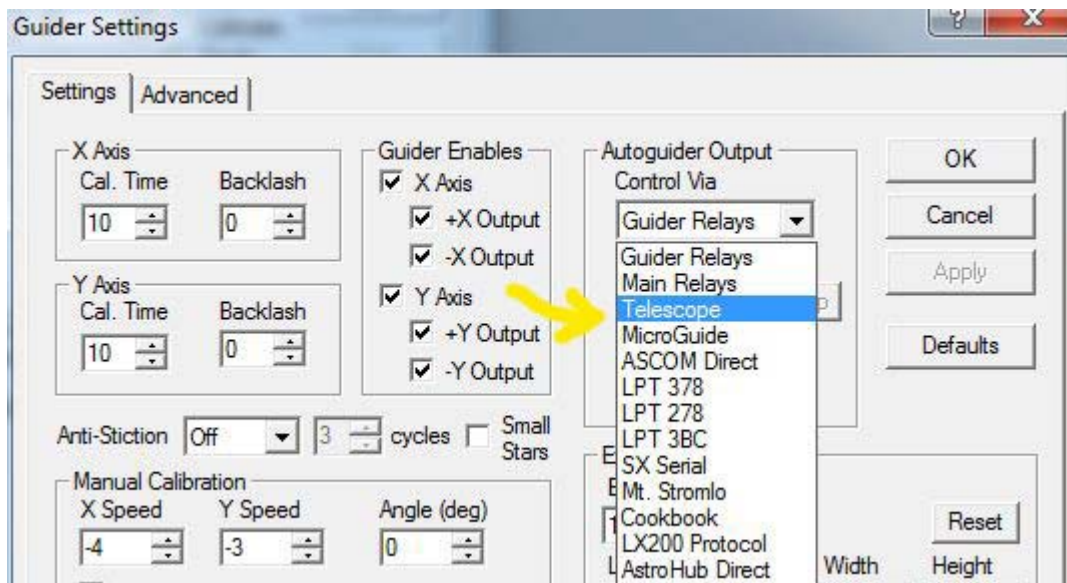 Guider Settings
Settings
Advanced
X Axis
Cal. Time
Backlash
10
0
Y Axis
Cal. Time
Backlash
10
0
Guider Enables
X Axis
+X Output
-X Output
Y Axis
+Y Output
-Y Output
Autoguider Output
Control Via
Guider Relays
Guider Relays
Main Relays
Telescope
MicroGuide
ASCOM Direct
LPT 378
LPT 278
LPT 3BC
SX Serial
Mt. Stromlo
Cookbook
LX200 Protocol
AstroHub Direct
OK
Cancel
Apply
Defaults
Anti-Stiction
Off
3
cycles
Small
Stars
Manual Calibration
X Speed
Y Speed
Angle (deg)
-4
-3
0
Reset
Width
Height